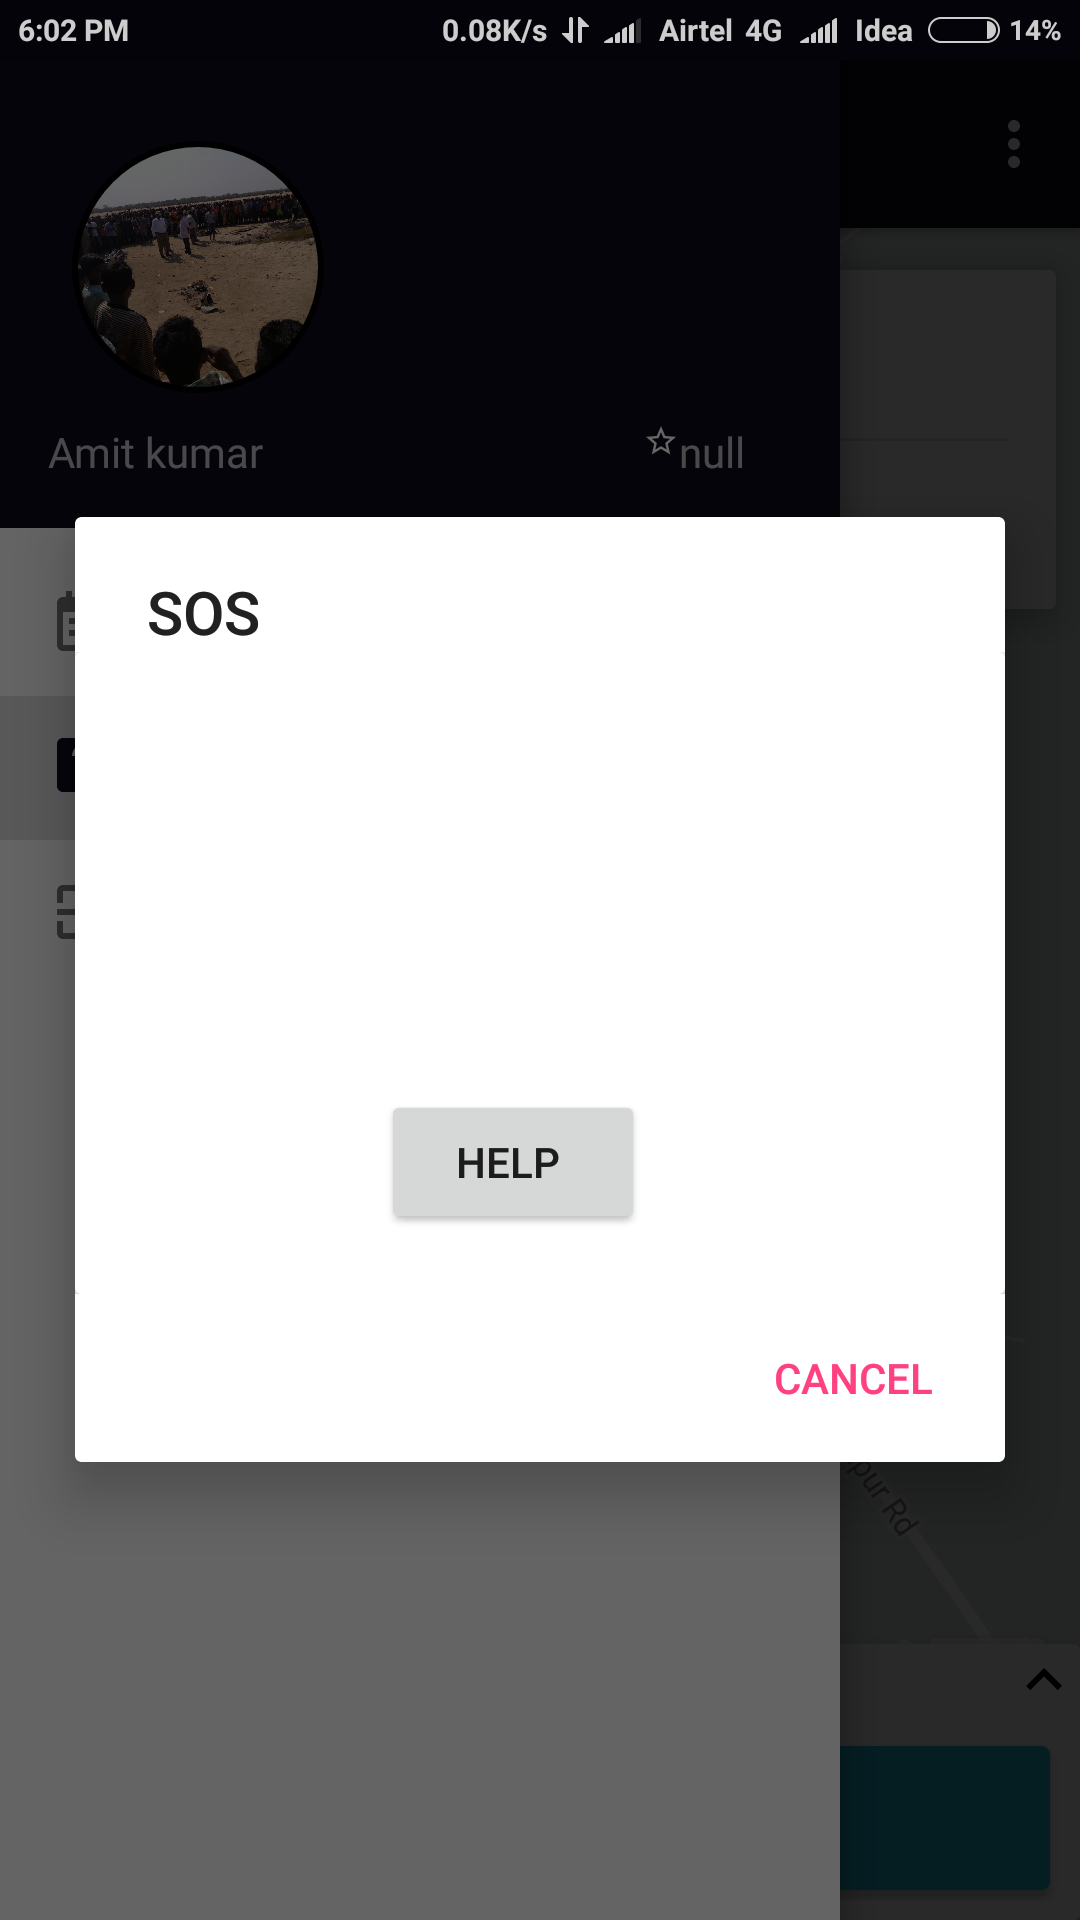 6:02 PM 0.08K/s Airtel 4G Idea 14%
Amit kumar null
SOS
HELP
CANCEL
pur Rd